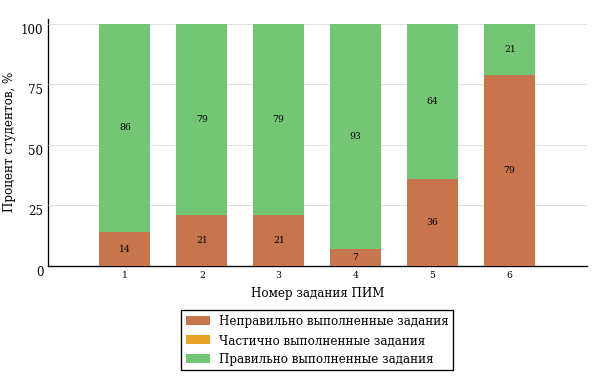 Процент студентов, %
100
75
50
25
0
86
79
79
93
64
21
14
21
21
7
36
79
1 2 3 4 5 6
Номер задания ПИМ
Неправильно выполненные задания
Частично выполненные задания
Правильно выполненные задания